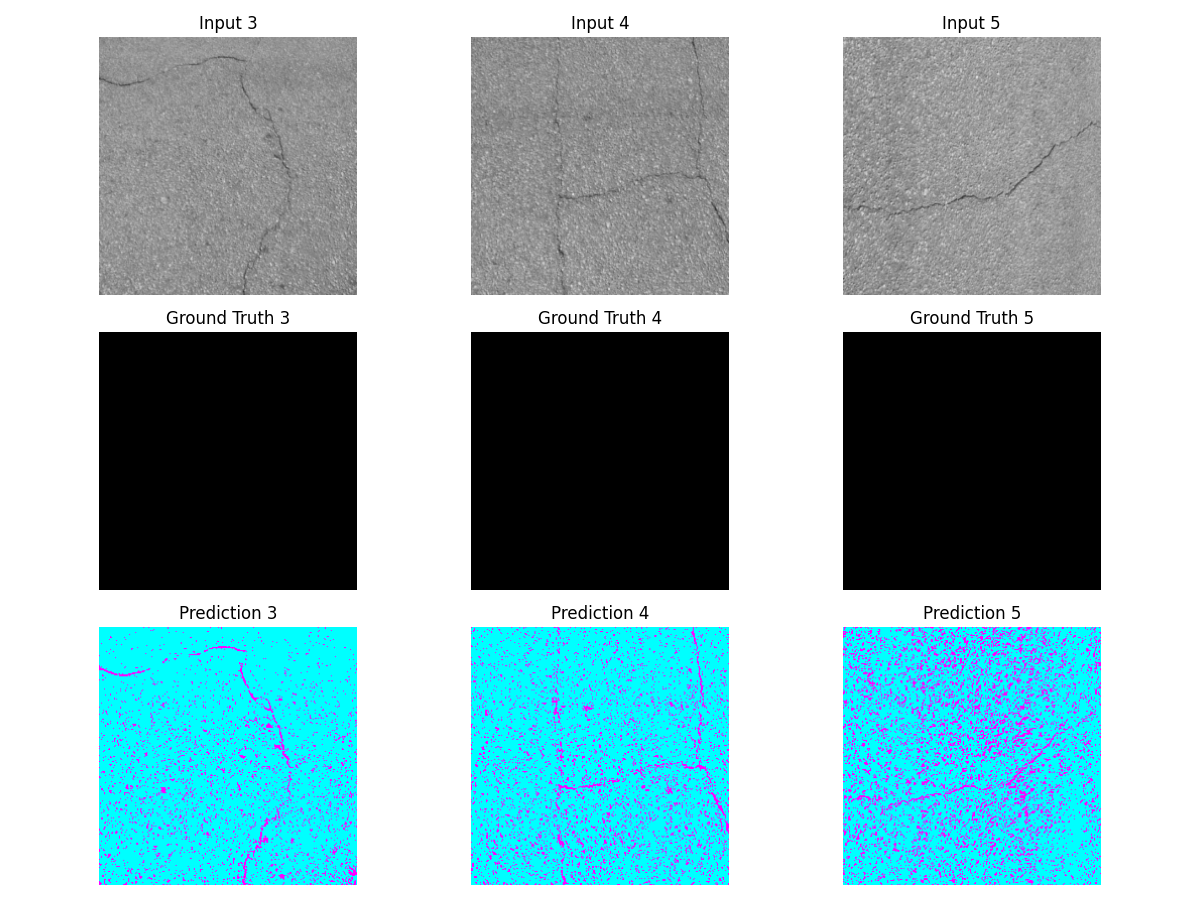 Input 3
Input 4
Input 5
Ground Truth 3
Ground Truth 4
Ground Truth 5
Prediction 3
Prediction 4
Prediction 5